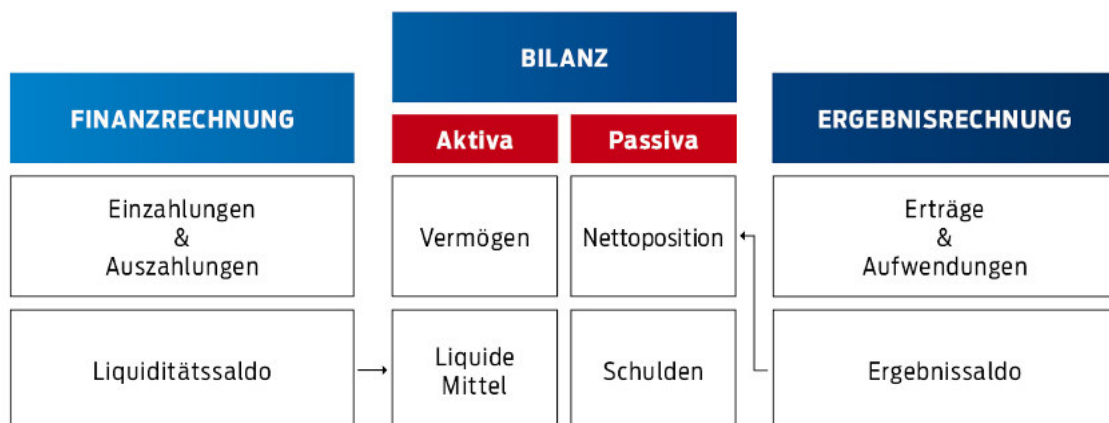 BILANZ
FINANZRECHNUNG
Aktiva
Passiva
ERGEBNISRECHNUNG
Einzahlungen
&
Auszahlungen
Vermögen
Nettoposition
Erträge
&
Aufwendungen
Liquiditätssaldo
Liquide
Mittel
Schulden
Ergebnissaldo